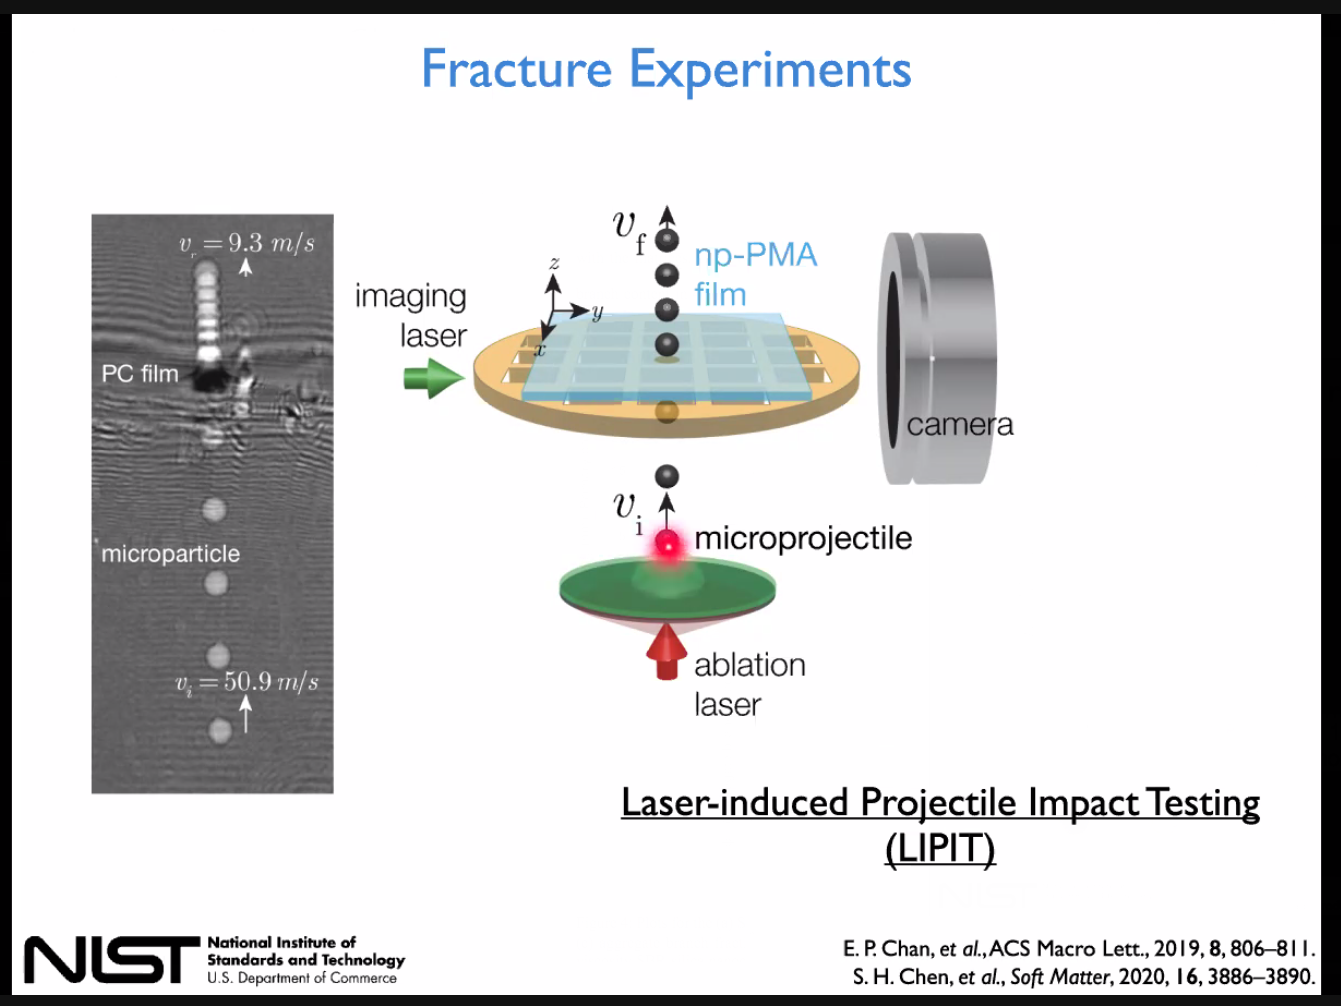 Fracture Experiments
v_r = 9.3 m/s
PC film
microparticle
v_i = 50.9 m/s
v_f
np-PMA
film
z
y
x
imaging
laser
camera
v_i
microprojectile
ablation
laser
Laser-induced Projectile Impact Testing
(LIPIT)
NIST
National Institute of
Standards and Technology
U.S. Department of Commerce
E. P. Chan, et al., ACS Macro Lett., 2019, 8, 806–811.
S. H. Chen, et al., Soft Matter, 2020, 16, 3886–3890.